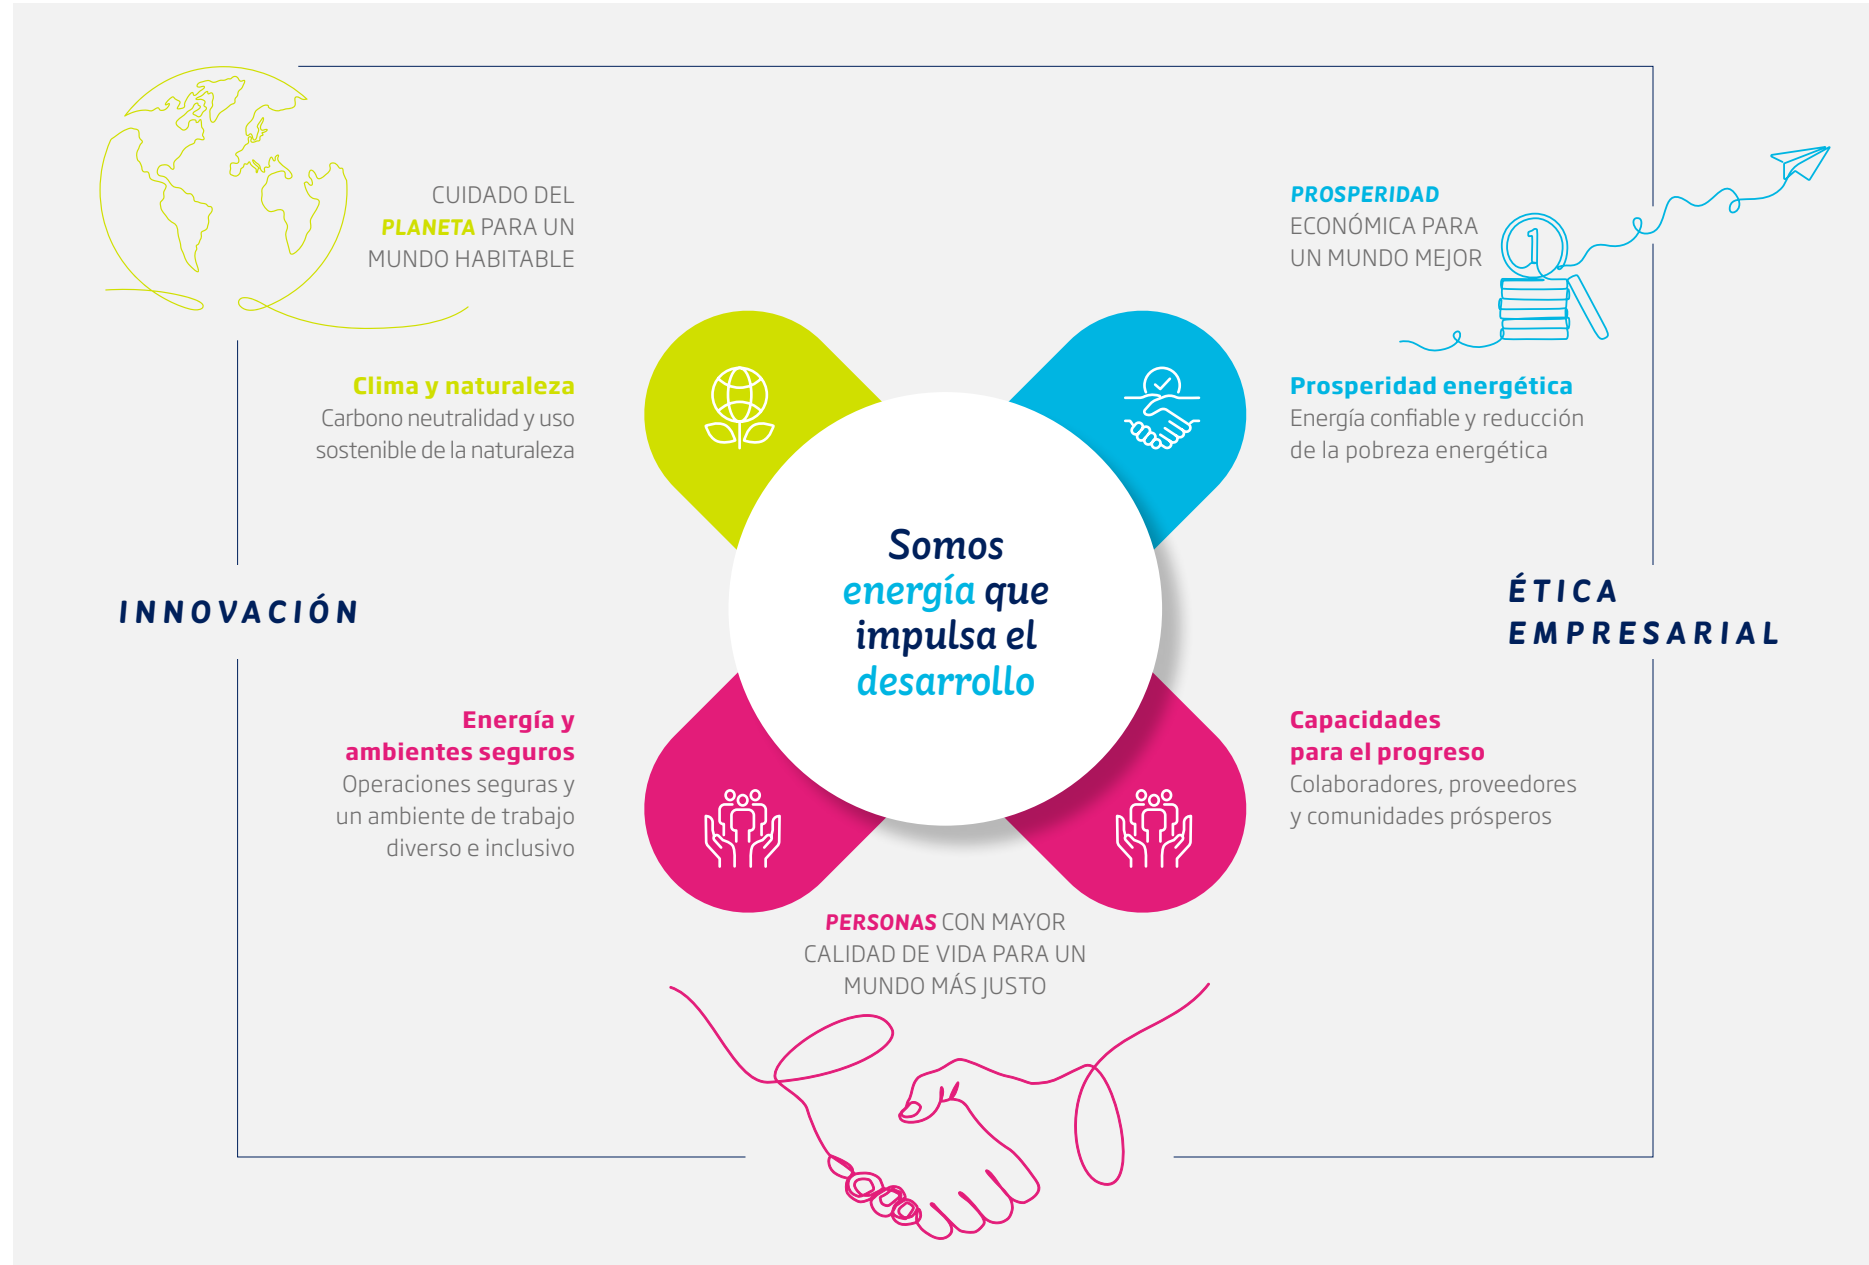 CUIDADO DEL
PLANETA PARA UN
MUNDO HABITABLE
PROSPERIDAD
ECONÓMICA PARA
UN MUNDO MEJOR
1
Clima y naturaleza
Carbono neutralidad y uso
sostenible de la naturaleza
Prosperidad energética
Energía confiable y reducción
de la pobreza energética
Somos
energía que
impulsa el
desarrollo
INNOVACIÓN
ÉTICA
EMPRESARIAL
Energía y
ambientes seguros
Operaciones seguras y
un ambiente de trabajo
diverso e inclusivo
Capacidades
para el progreso
Colaboradores, proveedores
y comunidades prósperos
PERSONAS CON MAYOR
CALIDAD DE VIDA PARA UN
MUNDO MÁS JUSTO